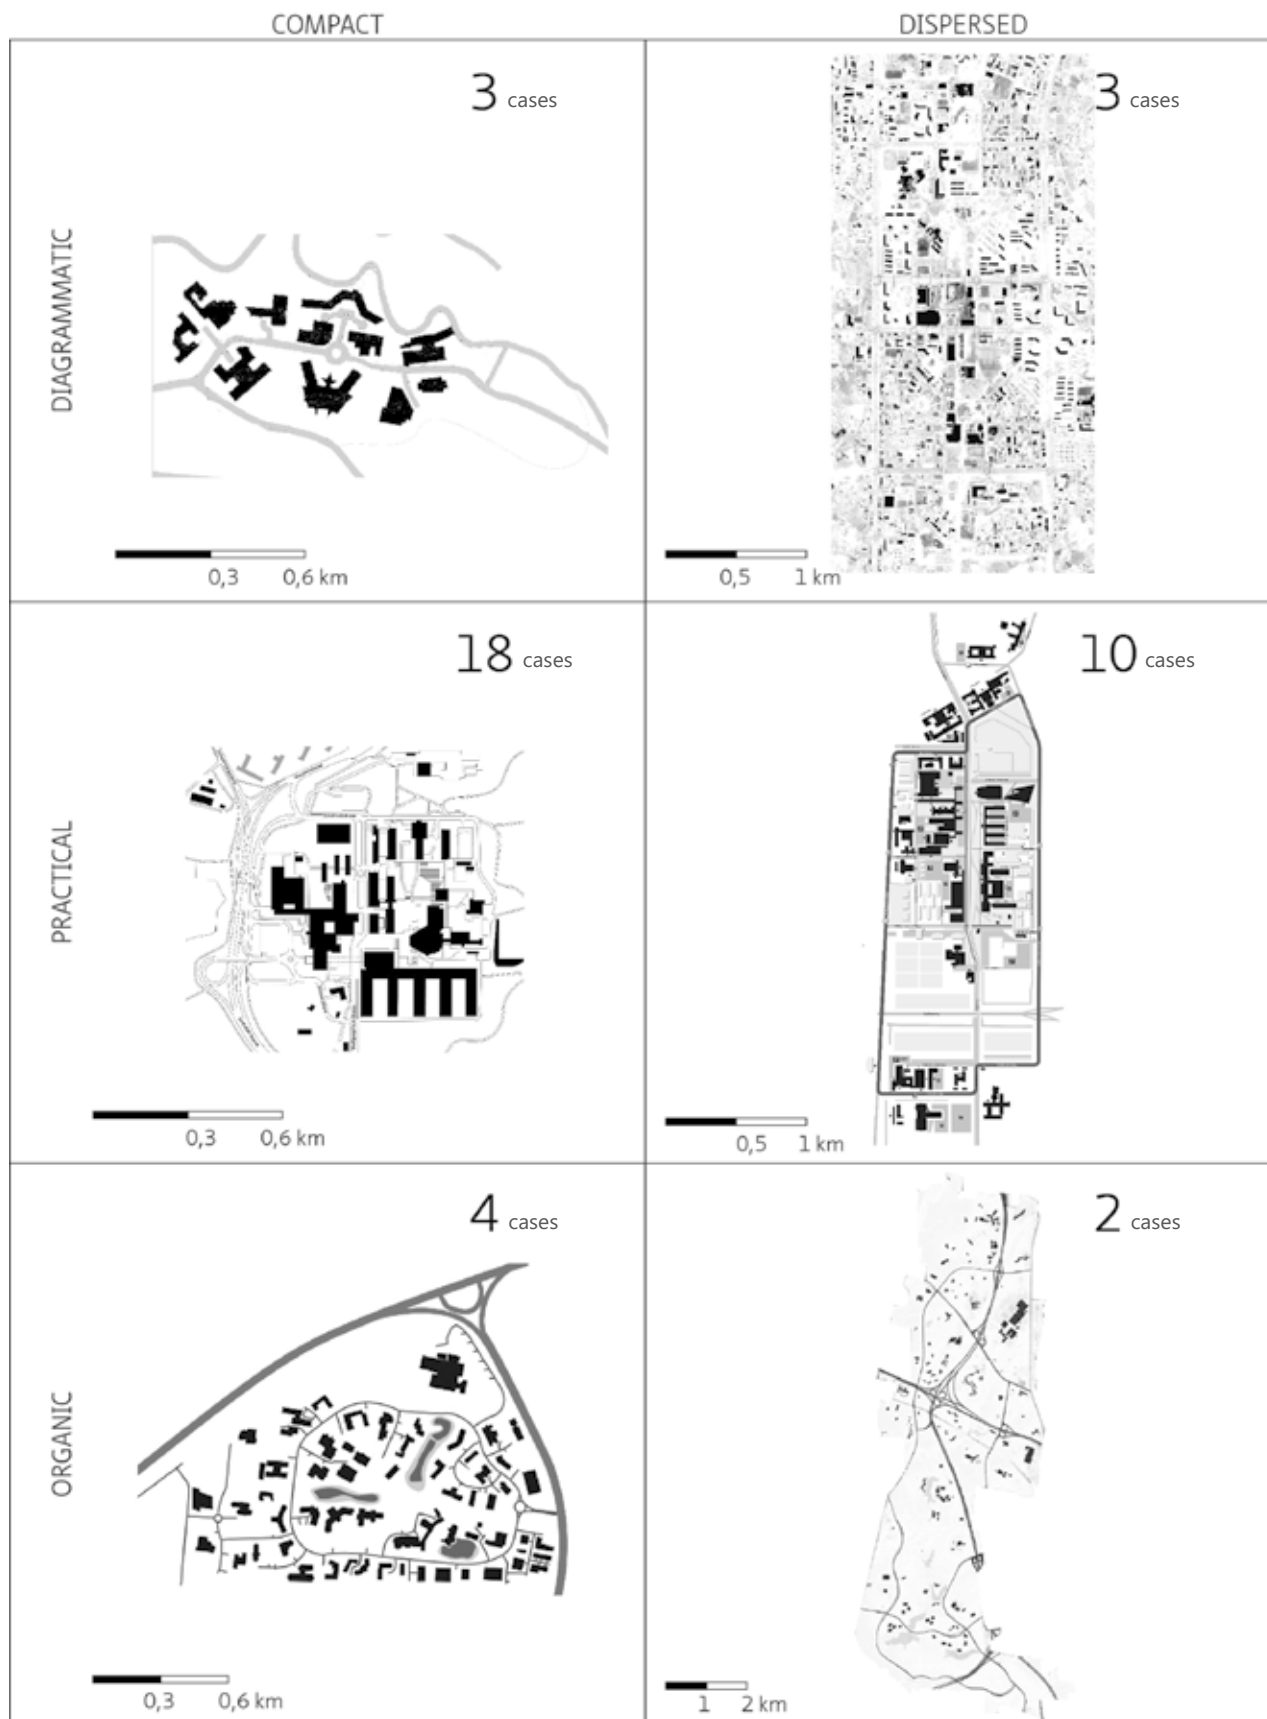 COMPACT
DISPERSED
DIAGRAMMATIC
3 cases
0,3 0,6 km
3 cases
0,5 1 km
PRACTICAL
18 cases
0,3 0,6 km
10 cases
0,5 1 km
ORGANIC
4 cases
0,3 0,6 km
2 cases
1 2 km